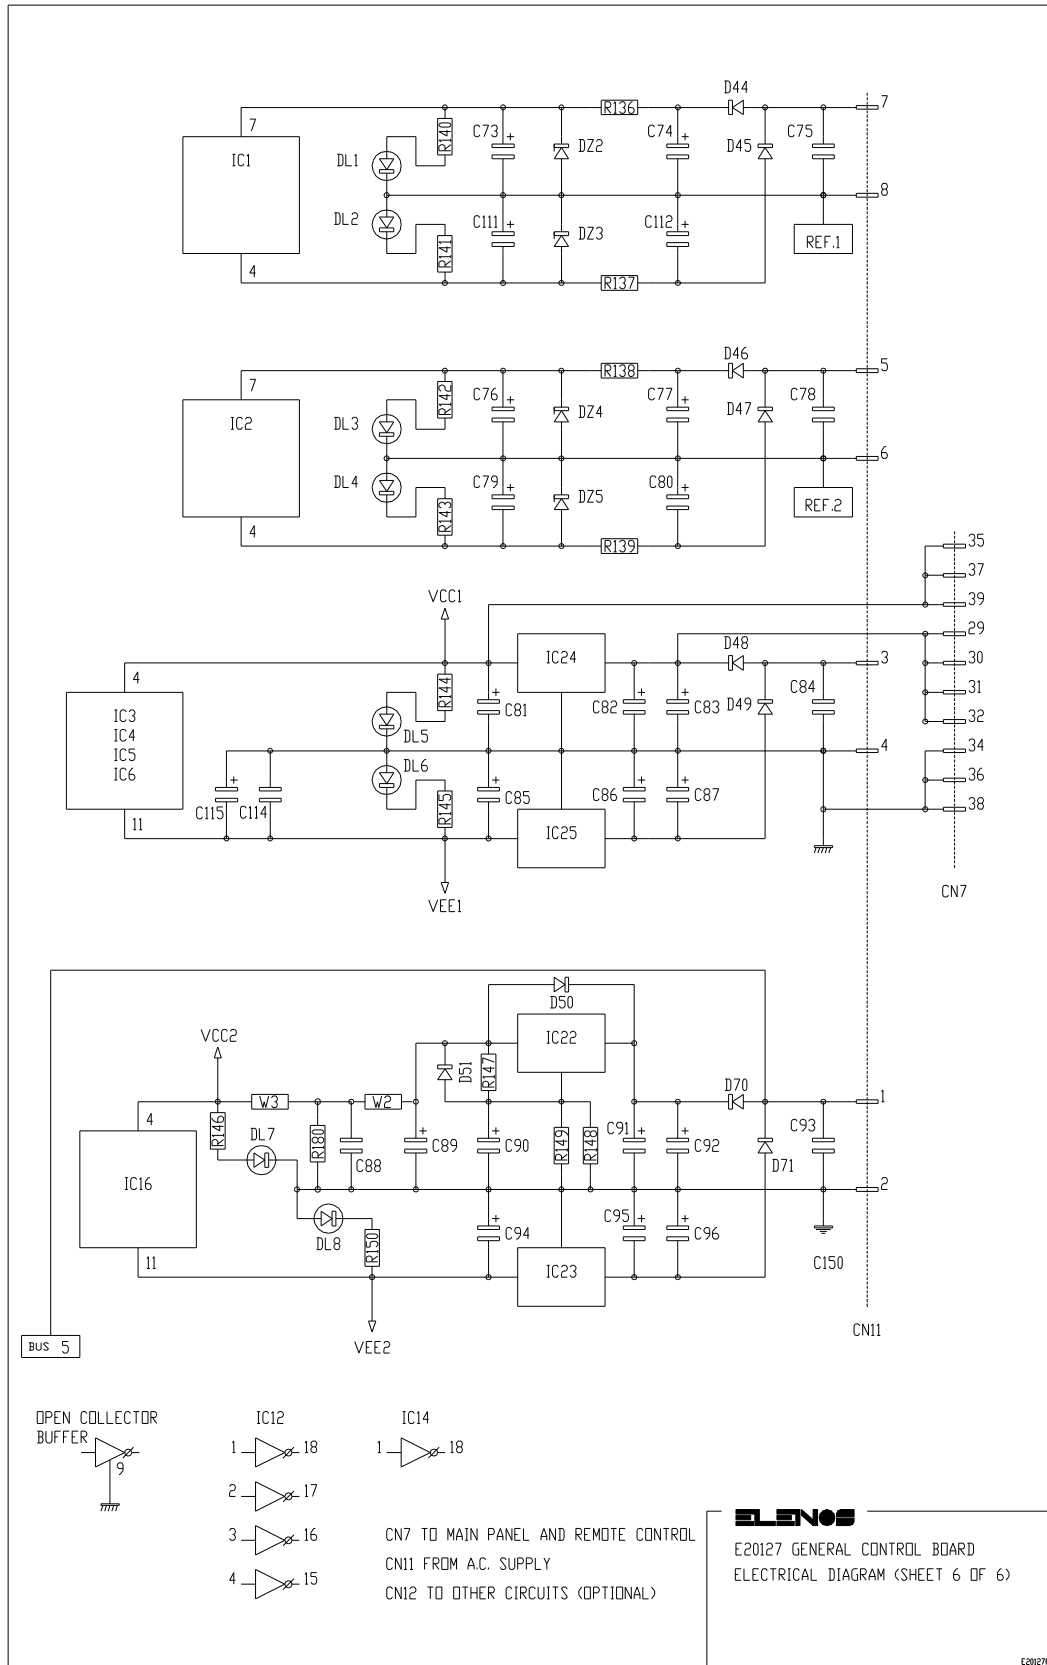 D44
7
7
R136
R140
C73
+
C74
+
C75
IC1
DL1
DZ2
D45
8
DL2
C111
+
C112
+
DZ3
REF.1
R141
4
R137
D46
5
7
R138
R142
C76
+
C77
+
C78
IC2
DL3
DZ4
D47
6
DL4
C79
+
C80
+
DZ5
REF.2
R143
4
R139
35
37
VCC1
39
29
IC24
D48
4
3
30
R144
C84
IC3
IC4
IC5
IC6
+
C81
C82
+
+
C83
D49
31
32
DL5
4
34
DL6
+
+
+
+
36
C115
C114
R145
C85
C86
C87
38
11
IC25
CN7
VEE1
D50
VCC2
IC22
D51
R147
D70
W3
W2
1
4
R146
DL7
R180
C88
+
C89
+
C90
R149
R148
C91
+
+
C92
C93
D71
IC16
2
DL8
R150
+
C94
C95
+
+
C96
11
IC23
C150
CN11
BUS 5
VEE2
OPEN COLLECTOR
BUFFER
9
IC12
IC14
1
18
1
18
2
17
3
16
4
15
CN7 TO MAIN PANEL AND REMOTE CONTROL
CN11 FROM A.C. SUPPLY
CN12 TO OTHER CIRCUITS (OPTIONAL)
ELENOS
E20127 GENERAL CONTROL BOARD
ELECTRICAL DIAGRAM (SHEET 6 OF 6)